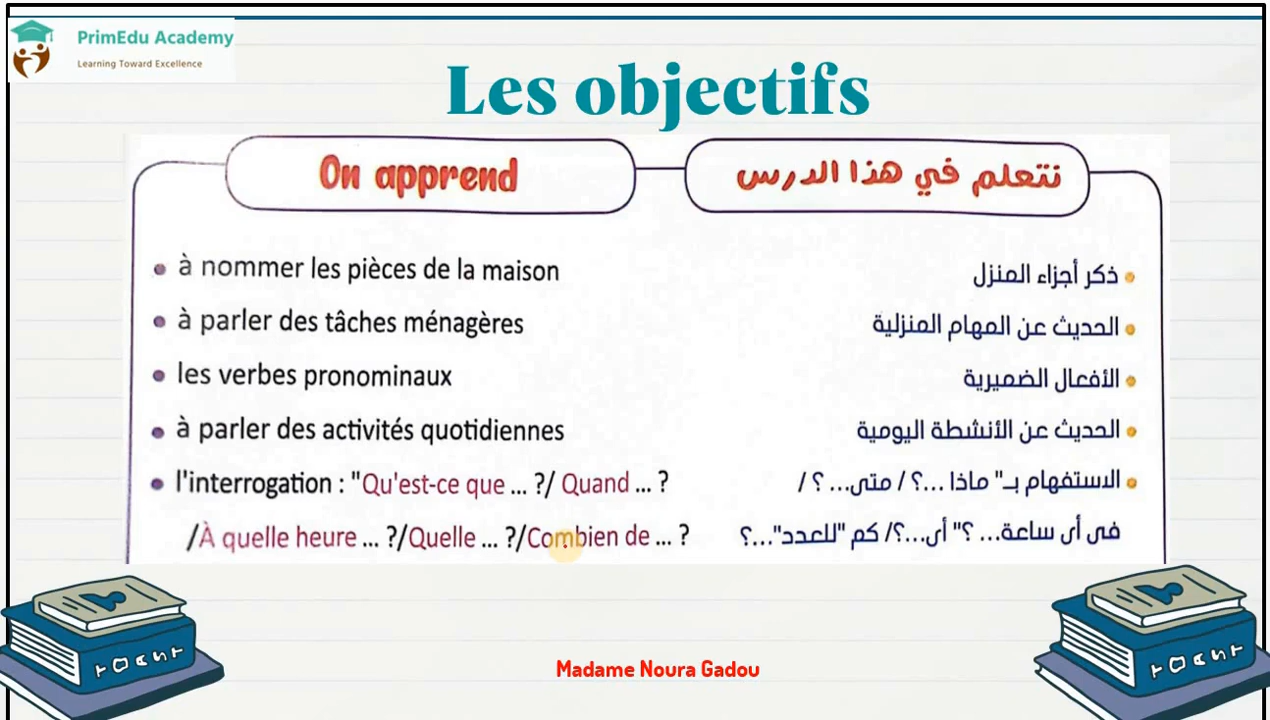 PrimEdu Academy
Learning Toward Excellence
Les objectifs
On apprend
نتعلم في هذا الدرس
• à nommer les pièces de la maison
• ذكر أجزاء المنزل
• à parler des tâches ménagères
• الحديث عن المهام المنزلية
• les verbes pronominaux
• الأفعال الضميرية
• à parler des activités quotidiennes
• الحديث عن الأنشطة اليومية
• l'interrogation : "Qu'est-ce que ... ?/ Quand ... ?
• الاستفهام بـ" ماذا ...؟ / متى... ؟ /
/À quelle heure ... ?/Quelle ... ?/Combien de ... ?
فى أى ساعة... ؟" أى...؟/ كم "للعدد"...؟
Madame Noura Gadou